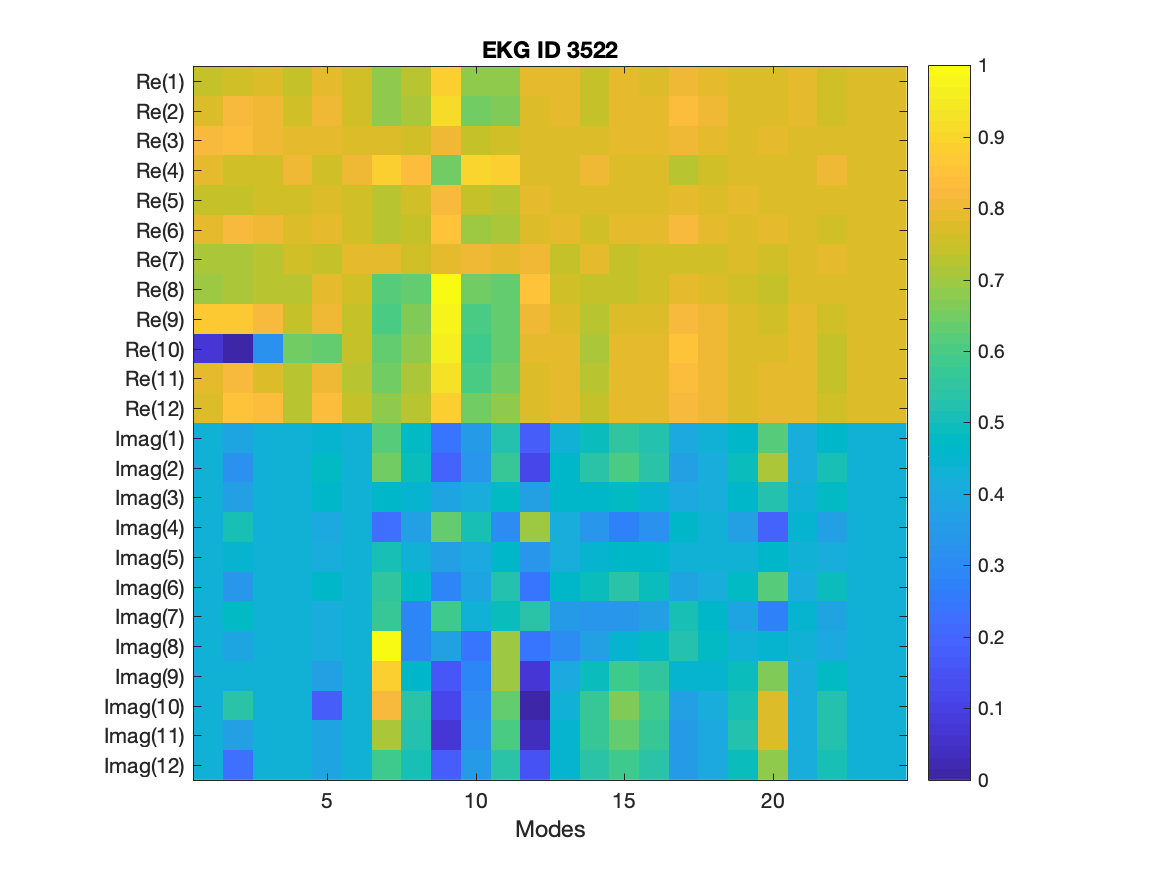 EKG ID 3522
Re(1)
Re(2)
Re(3)
Re(4)
Re(5)
Re(6)
Re(7)
Re(8)
Re(9)
Re(10)
Re(11)
Re(12)
Imag(1)
Imag(2)
Imag(3)
Imag(4)
Imag(5)
Imag(6)
Imag(7)
Imag(8)
Imag(9)
Imag(10)
Imag(11)
Imag(12)
5 10 15 20
Modes
1
0.9
0.8
0.7
0.6
0.5
0.4
0.3
0.2
0.1
0